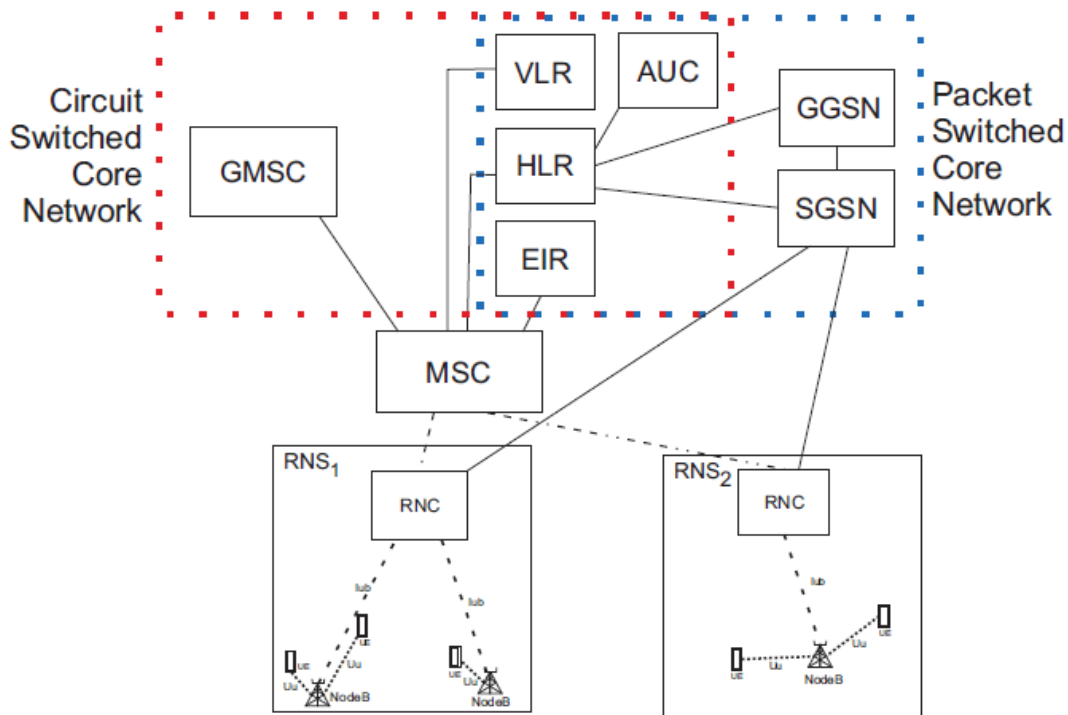 Circuit
Switched
Core
Network
VLR
AUC
GGSN
Packet
Switched
Core
Network
GMSC
HLR
SGSN
EIR
MSC
RNS1
RNC
Iub
Iub
UE
UE
UE
Uu
Uu
Uu
NodeB
NodeB
RNS2
RNC
Iub
UE
UE
Uu
Uu
NodeB